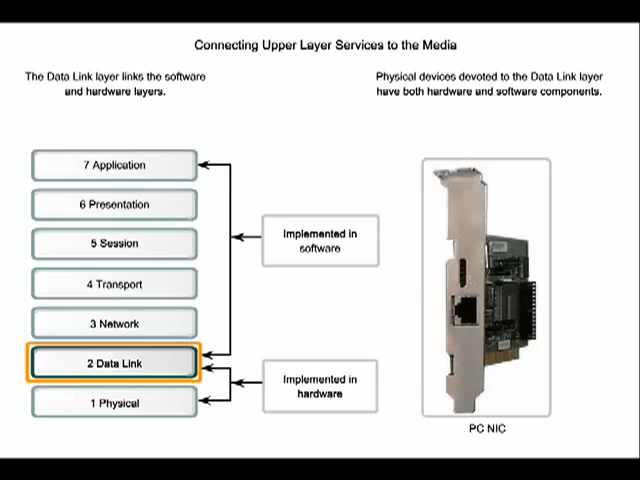 Connecting Upper Layer Services to the Media
The Data Link layer links the software
and hardware layers.
Physical devices devoted to the Data Link layer
have both hardware and software components.
7 Application
6 Presentation
5 Session
4 Transport
3 Network
2 Data Link
1 Physical
Implemented in
software
Implemented in
hardware
PC NIC